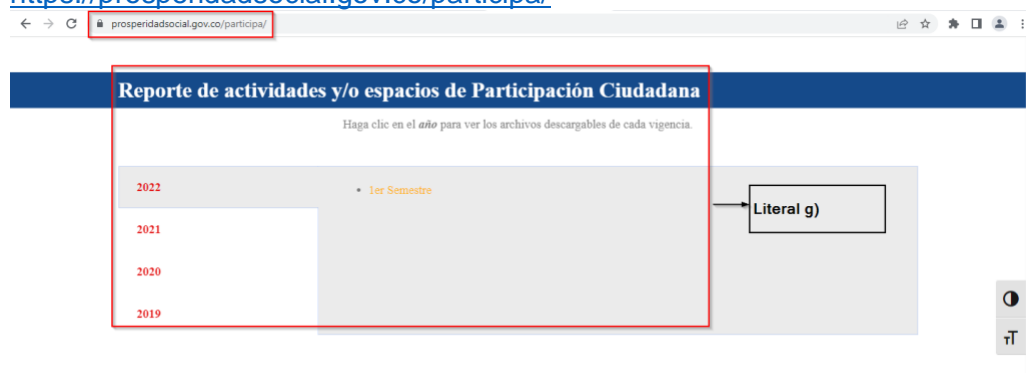 https://prosperidadsocial.gov.co/participa/
prosperidadsocial.gov.co/participa/
Reporte de actividades y/o espacios de Participación Ciudadana
Haga clic en el año para ver los archivos descargables de cada vigencia.
2022
• 1er Semestre
Literal g)
2021
2020
2019